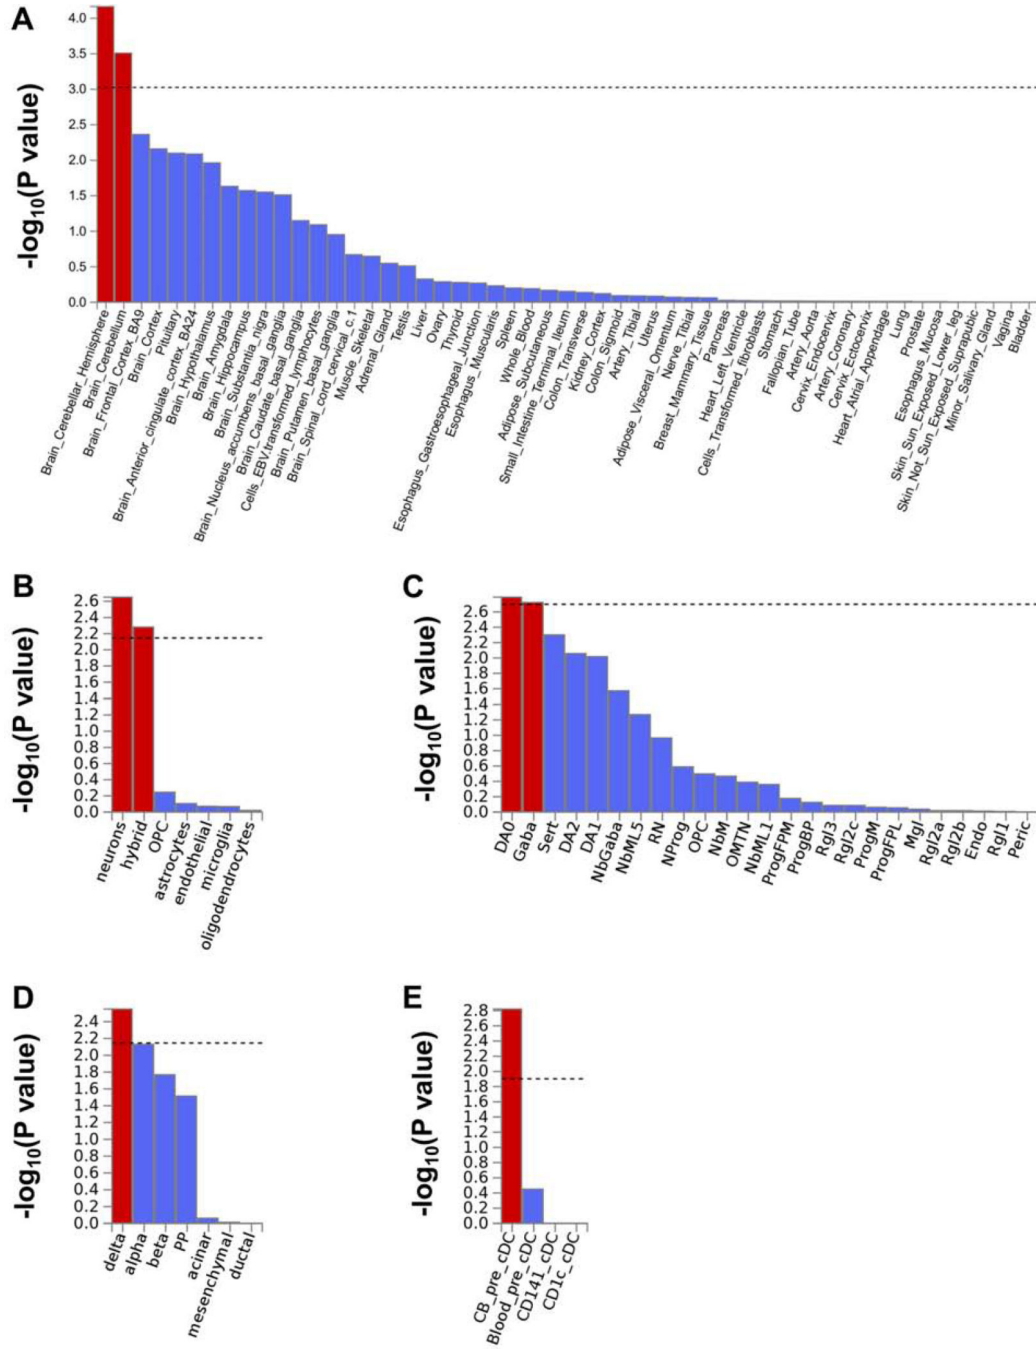 A
-log10(P value)
4.0
3.5
3.0
2.5
2.0
1.5
1.0
0.5
0.0
Brain_Cerebellar_Hemisphere
Brain_Cerebellum
Brain_Frontal_Cortex_BA9
Brain_Cortex
Pituitary
Brain_Anterior_cingulate_cortex_BA24
Brain_Hypothalamus
Brain_Amygdala
Brain_Hippocampus
Brain_Substantia_nigra
Brain_Nucleus_accumbens_basal_ganglia
Brain_Caudate_basal_ganglia
Cells_EBV.transformed_lymphocytes
Brain_Putamen_basal_ganglia
Brain_Spinal_cord_cervical_c.1
Muscle_Skeletal
Adrenal_Gland
Testis
Liver
Ovary
Thyroid
Esophagus_Gastroesophageal_Junction
Esophagus_Muscularis
Spleen
Whole_Blood
Adipose_Subcutaneous
Small_Intestine_Terminal_Ileum
Colon_Transverse
Kidney_Cortex
Colon_Sigmoid
Artery_Tibial
Uterus
Adipose_Visceral_Omentum
Nerve_Tibial
Breast_Mammary_Tissue
Pancreas
Heart_Left_Ventricle
Cells_Transformed_fibroblasts
Stomach
Fallopian_Tube
Artery_Aorta
Cervix_Endocervix
Artery_Coronary
Cervix_Ectocervix
Heart_Atrial_Appendage
Lung
Prostate
Esophagus_Mucosa
Skin_Sun_Exposed_Lower_leg
Skin_Not_Sun_Exposed_Suprapubic
Minor_Salivary_Gland
Vagina
Bladder
B
-log10(P value)
2.6
2.4
2.2
2.0
1.8
1.6
1.4
1.2
1.0
0.8
0.6
0.4
0.2
0.0
neurons
hybrid
OPC
astrocytes
endothelial
microglia
oligodendrocytes
C
-log10(P value)
2.6
2.4
2.2
2.0
1.8
1.6
1.4
1.2
1.0
0.8
0.6
0.4
0.2
0.0
DA0
Gaba
Sert
DA2
DA1
NbGaba
NbML5
RN
NProg
OPC
NbM
OMTN
NbML1
ProgFPM
ProgBP
Rgl3
Rgl2c
ProgM
ProgFPL
Mgl
Rgl2a
Rgl2b
Endo
Rgl1
Peric
D
-log10(P value)
2.4
2.2
2.0
1.8
1.6
1.4
1.2
1.0
0.8
0.6
0.4
0.2
0.0
delta
alpha
beta
PP
acinar
mesenchymal
ductal
E
-log10(P value)
2.8
2.6
2.4
2.2
2.0
1.8
1.6
1.4
1.2
1.0
0.8
0.6
0.4
0.2
0.0
CB_pre_cDC
Blood_pre_cDC
CD141_cDC
CD1c_cDC